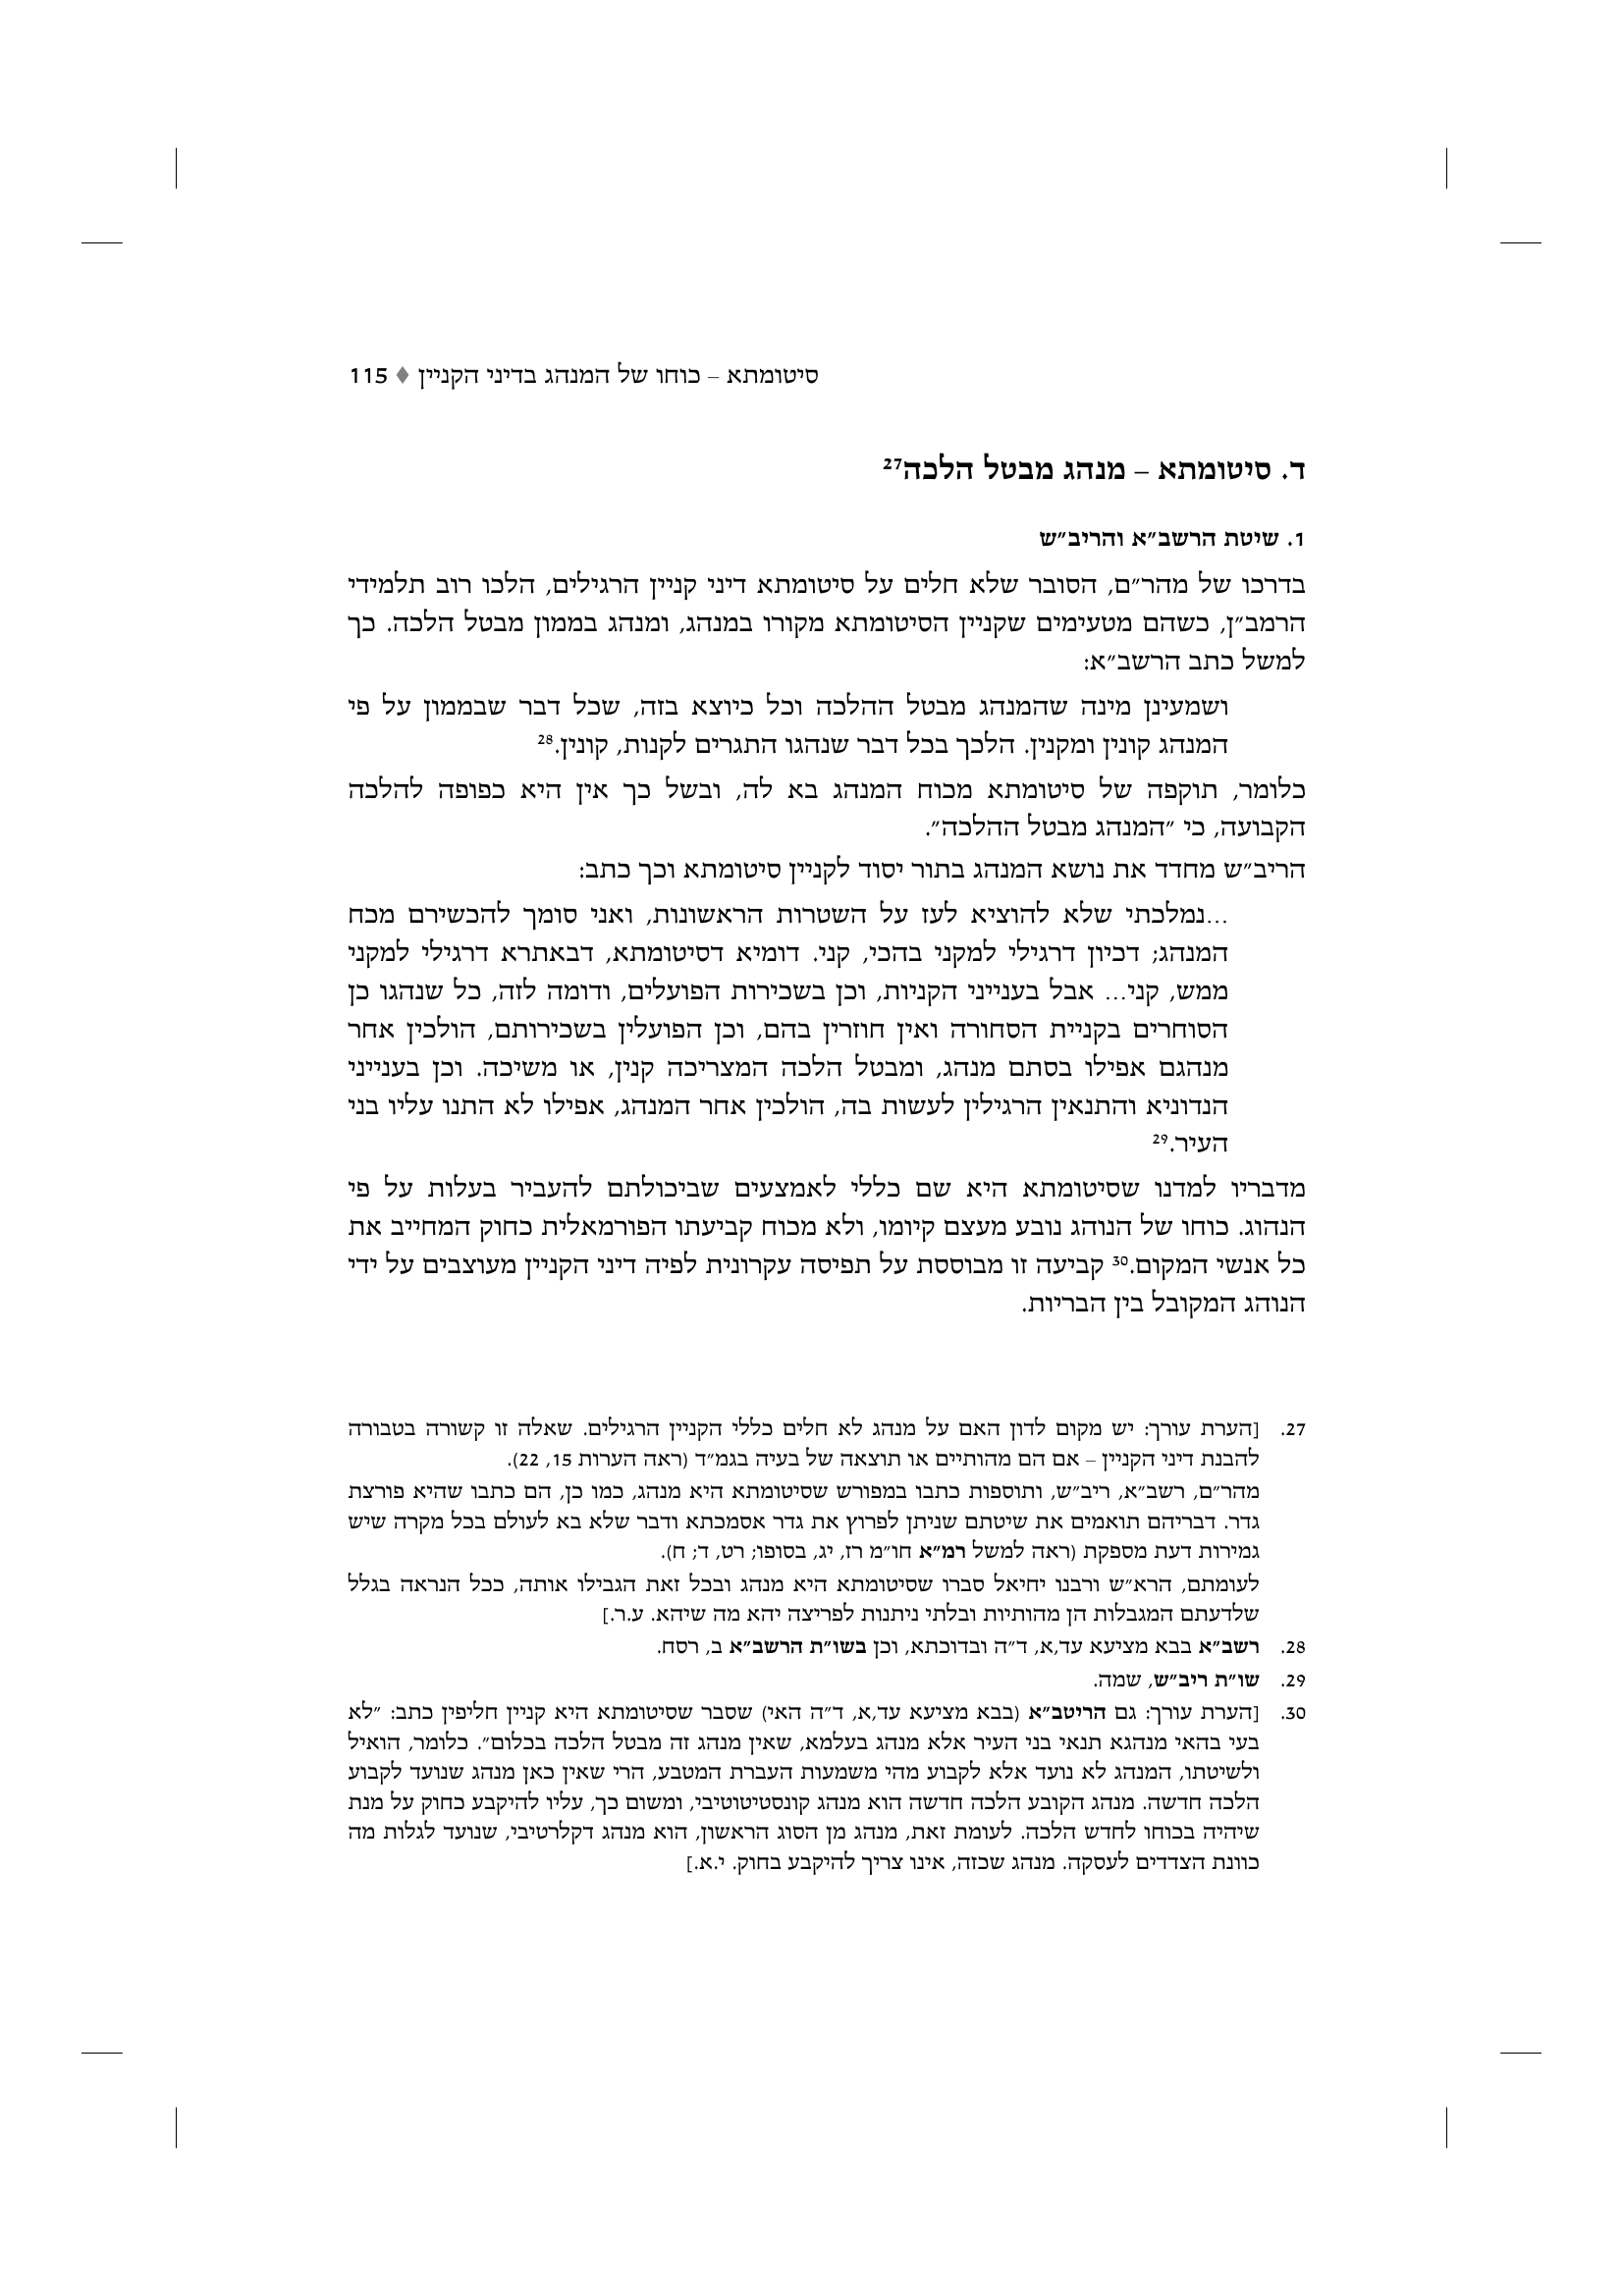 סיטומתא – כוחו של המנהג בדיני הקניין ♦ 115
ד. סיטומתא – מנהג מבטל הלכה27
1. שיטת הרשב״א והריב״ש
בדרכו של מהר״ם, הסובר שלא חלים על סיטומתא דיני קניין הרגילים, הלכו רוב תלמידי
הרמב״ן, כשהם מטעימים שקניין הסיטומתא מקורו במנהג, ומנהג בממון מבטל הלכה. כך
למשל כתב הרשב״א:
ושמעינן מינה שהמנהג מבטל ההלכה וכל כיוצא בזה, שכל דבר שבממון על פי
המנהג קונין ומקנין. הלכך בכל דבר שנהגו התגרים לקנות, קונין.28
כלומר, תוקפה של סיטומתא מכוח המנהג בא לה, ובשל כך אין היא כפופה להלכה
הקבועה, כי ״המנהג מבטל ההלכה״.
הריב״ש מחדד את נושא המנהג בתור יסוד לקניין סיטומתא וכך כתב:
...נמלכתי שלא להוציא לעז על השטרות הראשונות, ואני סומך להכשירם מכח
המנהג; דכיון דרגילי למקני בהכי, קני. דומיא דסיטומתא, דבאתרא דרגילי למקני
ממש, קני... אבל בענייני הקניות, וכן בשכירות הפועלים, ודומה לזה, כל שנהגו כן
הסוחרים בקניית הסחורה ואין חוזרין בהם, וכן הפועלין בשכירותם, הולכין אחר
מנהגם אפילו בסתם מנהג, ומבטל הלכה המצריכה קנין, או משיכה. וכן בענייני
הנדוניא והתנאין הרגילין לעשות בה, הולכין אחר המנהג, אפילו לא התנו עליו בני
העיר.29
מדבריו למדנו שסיטומתא היא שם כללי לאמצעים שביכולתם להעביר בעלות על פי
הנהוג. כוחו של הנוהג נובע מעצם קיומו, ולא מכוח קביעתו הפורמאלית כחוק המחייב את
כל אנשי המקום.30 קביעה זו מבוססת על תפיסה עקרונית לפיה דיני הקניין מעוצבים על ידי
הנוהג המקובל בין הבריות.
27. [הערת עורך: יש מקום לדון האם על מנהג לא חלים כללי הקניין הרגילים. שאלה זו קשורה בטבורה
להבנת דיני הקניין – אם הם מהותיים או תוצאה של בעיה בגמ״ד (ראה הערות 15, 22).
מהר״ם, רשב״א, ריב״ש, ותוספות כתבו במפורש שסיטומתא היא מנהג, כמו כן, הם כתבו שהיא פורצת
גדר. דבריהם תואמים את שיטתם שניתן לפרוץ את גדר אסמכתא ודבר שלא בא לעולם בכל מקרה שיש
גמירות דעת מספקת (ראה למשל רמ״א חו״מ רז, יג, בסופו; רט, ד; ח).
לעומתם, הרא״ש ורבנו יחיאל סברו שסיטומתא היא מנהג ובכל זאת הגבילו אותה, ככל הנראה בגלל
שלדעתם המגבלות הן מהותיות ובלתי ניתנות לפריצה יהא מה שיהא. ע.ר.]
28. רשב״א בבא מציעא עד,א, ד״ה ובדוכתא, וכן בשו״ת הרשב״א ב, רסח.
29. שו״ת ריב״ש, שמה.
30. [הערת עורך: גם הריטב״א (בבא מציעא עד,א, ד״ה האי) שסבר שסיטומתא היא קניין חליפין כתב: ״לא
בעי בהאי מנהגא תנאי בני העיר אלא מנהג בעלמא, שאין מנהג זה מבטל הלכה בכלום״. כלומר, הואיל
ולשיטתו, המנהג לא נועד אלא לקבוע מהי משמעות העברת המטבע, הרי שאין כאן מנהג שנועד לקבוע
הלכה חדשה. מנהג הקובע הלכה חדשה הוא מנהג קונסטיטוטיבי, ומשום כך, עליו להיקבע כחוק על מנת
שיהיה בכוחו לחדש הלכה. לעומת זאת, מנהג מן הסוג הראשון, הוא מנהג דקלרטיבי, שנועד לגלות מה
כוונת הצדדים לעסקה. מנהג שכזה, אינו צריך להיקבע בחוק. י.א.]